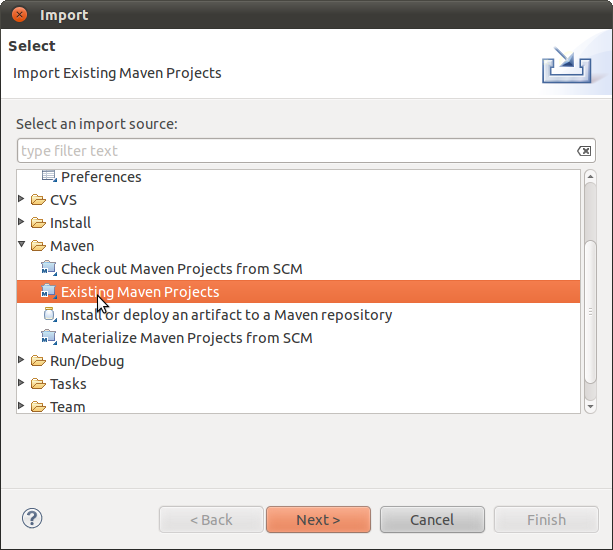 Import
Select
Import Existing Maven Projects
Select an import source:
type filter text
Preferences
CVS
Install
Maven
Check out Maven Projects from SCM
Existing Maven Projects
Install or deploy an artifact to a Maven repository
Materialize Maven Projects from SCM
Run/Debug
Tasks
Team
?
< Back
Next >
Cancel
Finish